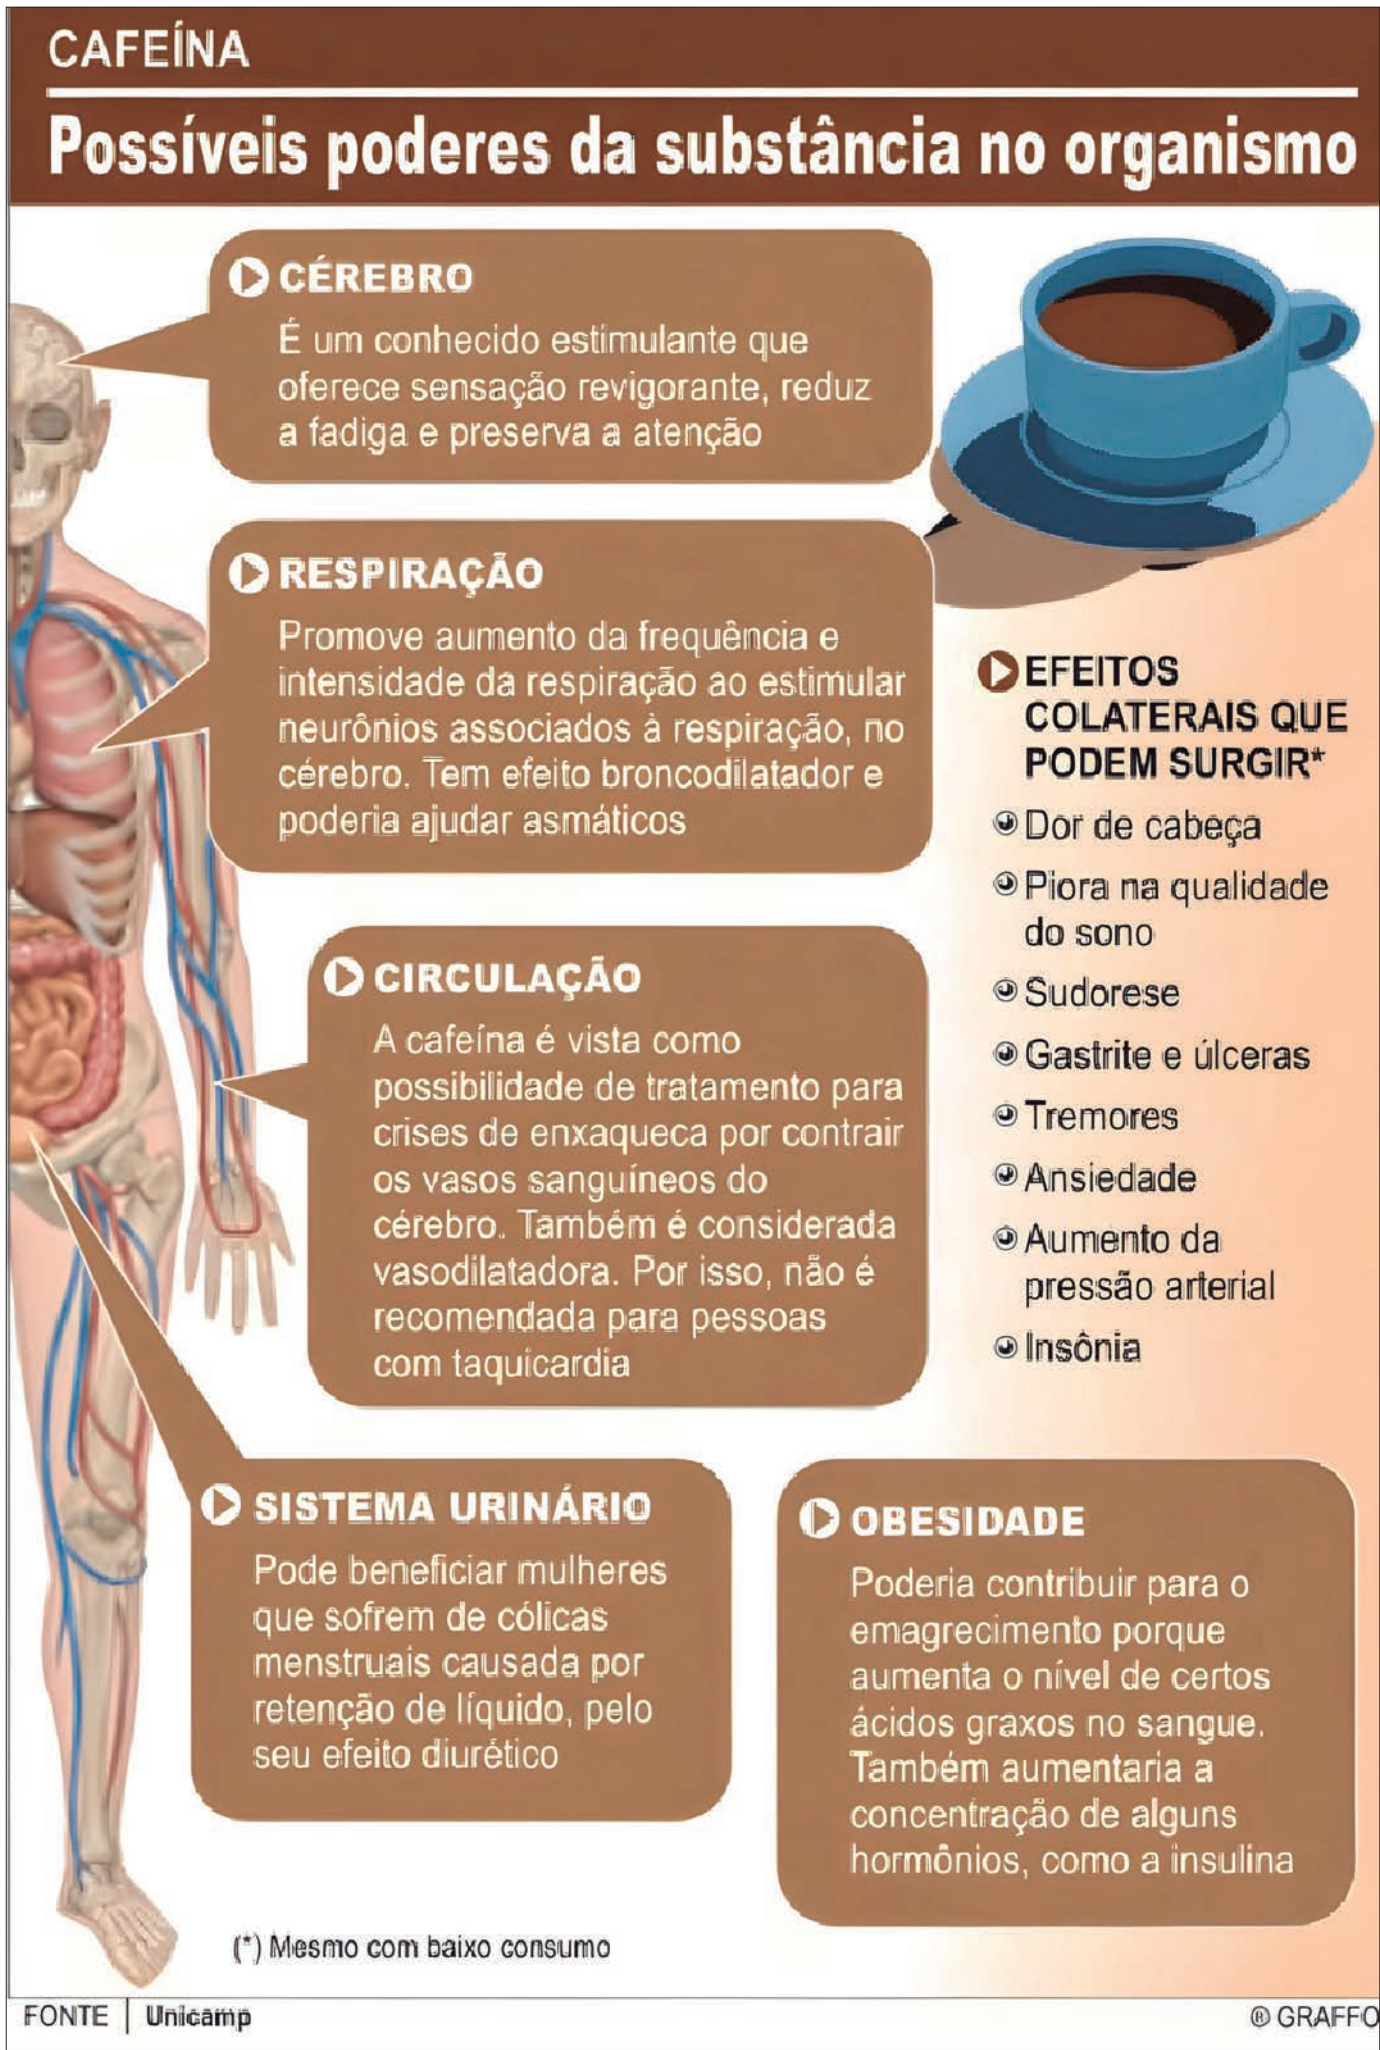 CAFEÍNA
Possíveis poderes da substância no organismo
CÉREBRO
É um conhecido estimulante que
oferece sensação revigorante, reduz
a fadiga e preserva a atenção
RESPIRAÇÃO
Promove aumento da frequência e
intensidade da respiração ao estimular
neurônios associados à respiração, no
cérebro. Tem efeito broncodilatador e
poderia ajudar asmáticos
CIRCULAÇÃO
A cafeína é vista como
possibilidade de tratamento para
crises de enxaqueca por contrair
os vasos sanguíneos do
cérebro. Também é considerada
vasodilatadora. Por isso, não é
recomendada para pessoas
com taquicardia
EFEITOS
COLATERAIS QUE
PODEM SURGIR*
Dor de cabeça
Piora na qualidade
do sono
Sudorese
Gastrite e úlceras
Tremores
Ansiedade
Aumento da
pressão arterial
Insônia
SISTEMA URINÁRIO
Pode beneficiar mulheres
que sofrem de cólicas
menstruais causada por
retenção de líquido, pelo
seu efeito diurético
OBESIDADE
Poderia contribuir para o
emagrecimento porque
aumenta o nível de certos
ácidos graxos no sangue.
Também aumentaria a
concentração de alguns
hormônios, como a insulina
(*) Mesmo com baixo consumo
FONTE | Unicamp
® GRAFFO